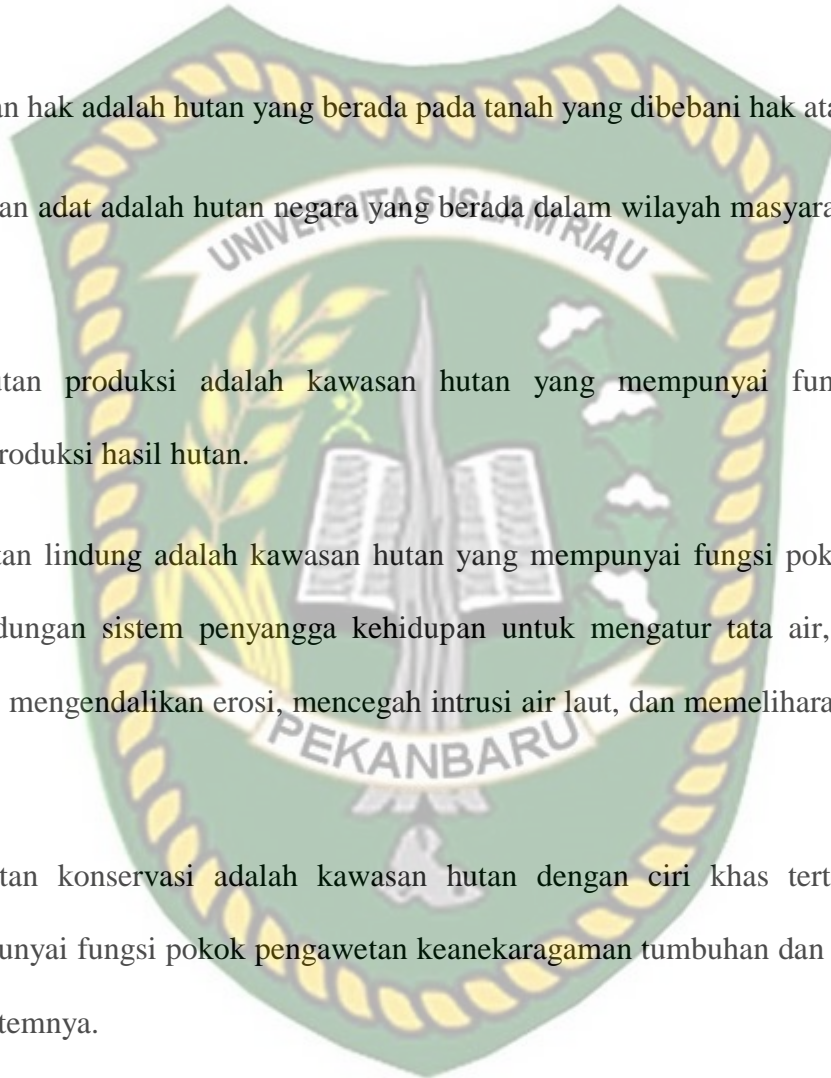 an hak adalah hutan yang berada pada tanah yang dibebani hak ata
an adat adalah hutan negara yang berada dalam wilayah masyara
UNIVERSITAS ISLAM RIAU
utan produksi adalah kawasan hutan yang mempunyai fun
roduksi hasil hutan.
tan lindung adalah kawasan hutan yang mempunyai fungsi pok
dungan sistem penyangga kehidupan untuk mengatur tata air,
mengendalikan erosi, mencegah intrusi air laut, dan memelihara
PEKANBARU
tan konservasi adalah kawasan hutan dengan ciri khas tert
unyai fungsi pokok pengawetan keanekaragaman tumbuhan dan
temnya.